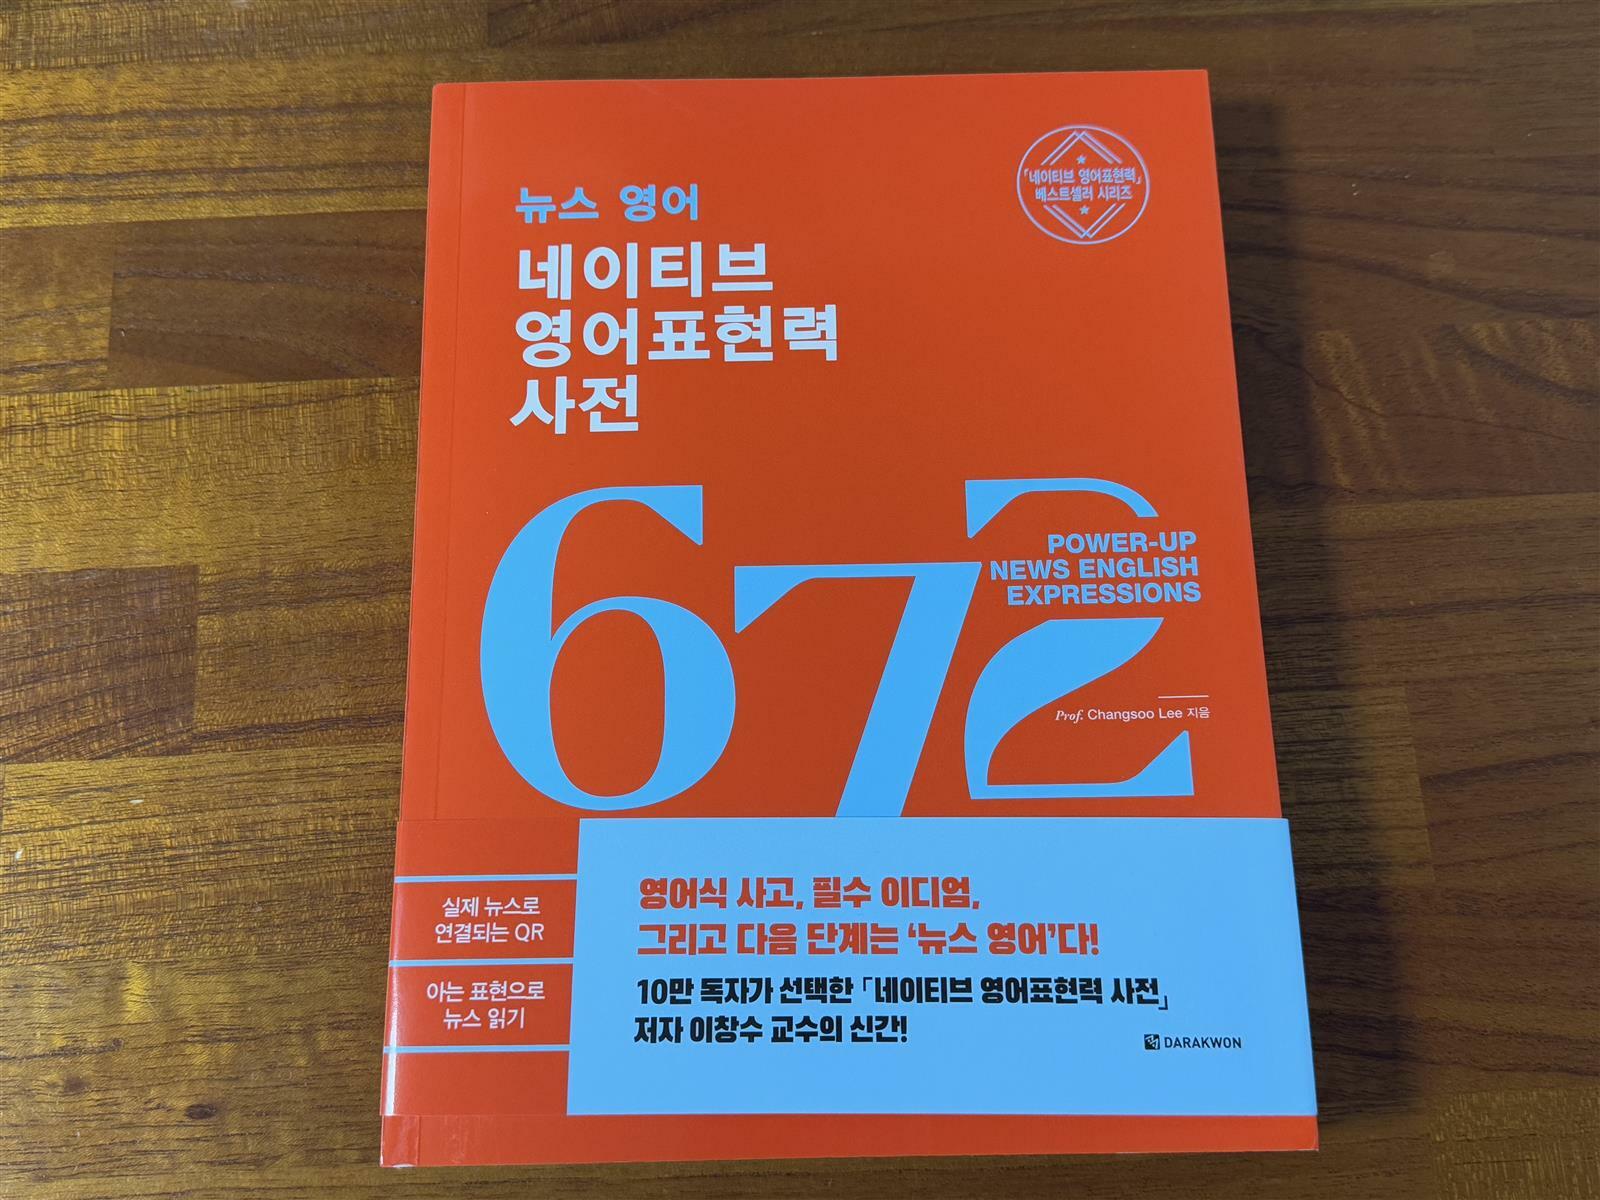 「네이티브 영어표현력」
베스트셀러 시리즈
뉴스 영어
네이티브
영어표현력
사전
672
POWER-UP
NEWS ENGLISH
EXPRESSIONS
Prof. Changsoo Lee 지음
실제 뉴스로
연결되는 QR
아는 표현으로
뉴스 읽기
영어식 사고, 필수 이디엄,
그리고 다음 단계는 ‘뉴스 영어’다!
10만 독자가 선택한 「네이티브 영어표현력 사전」
저자 이창수 교수의 신간!
DARAKWON